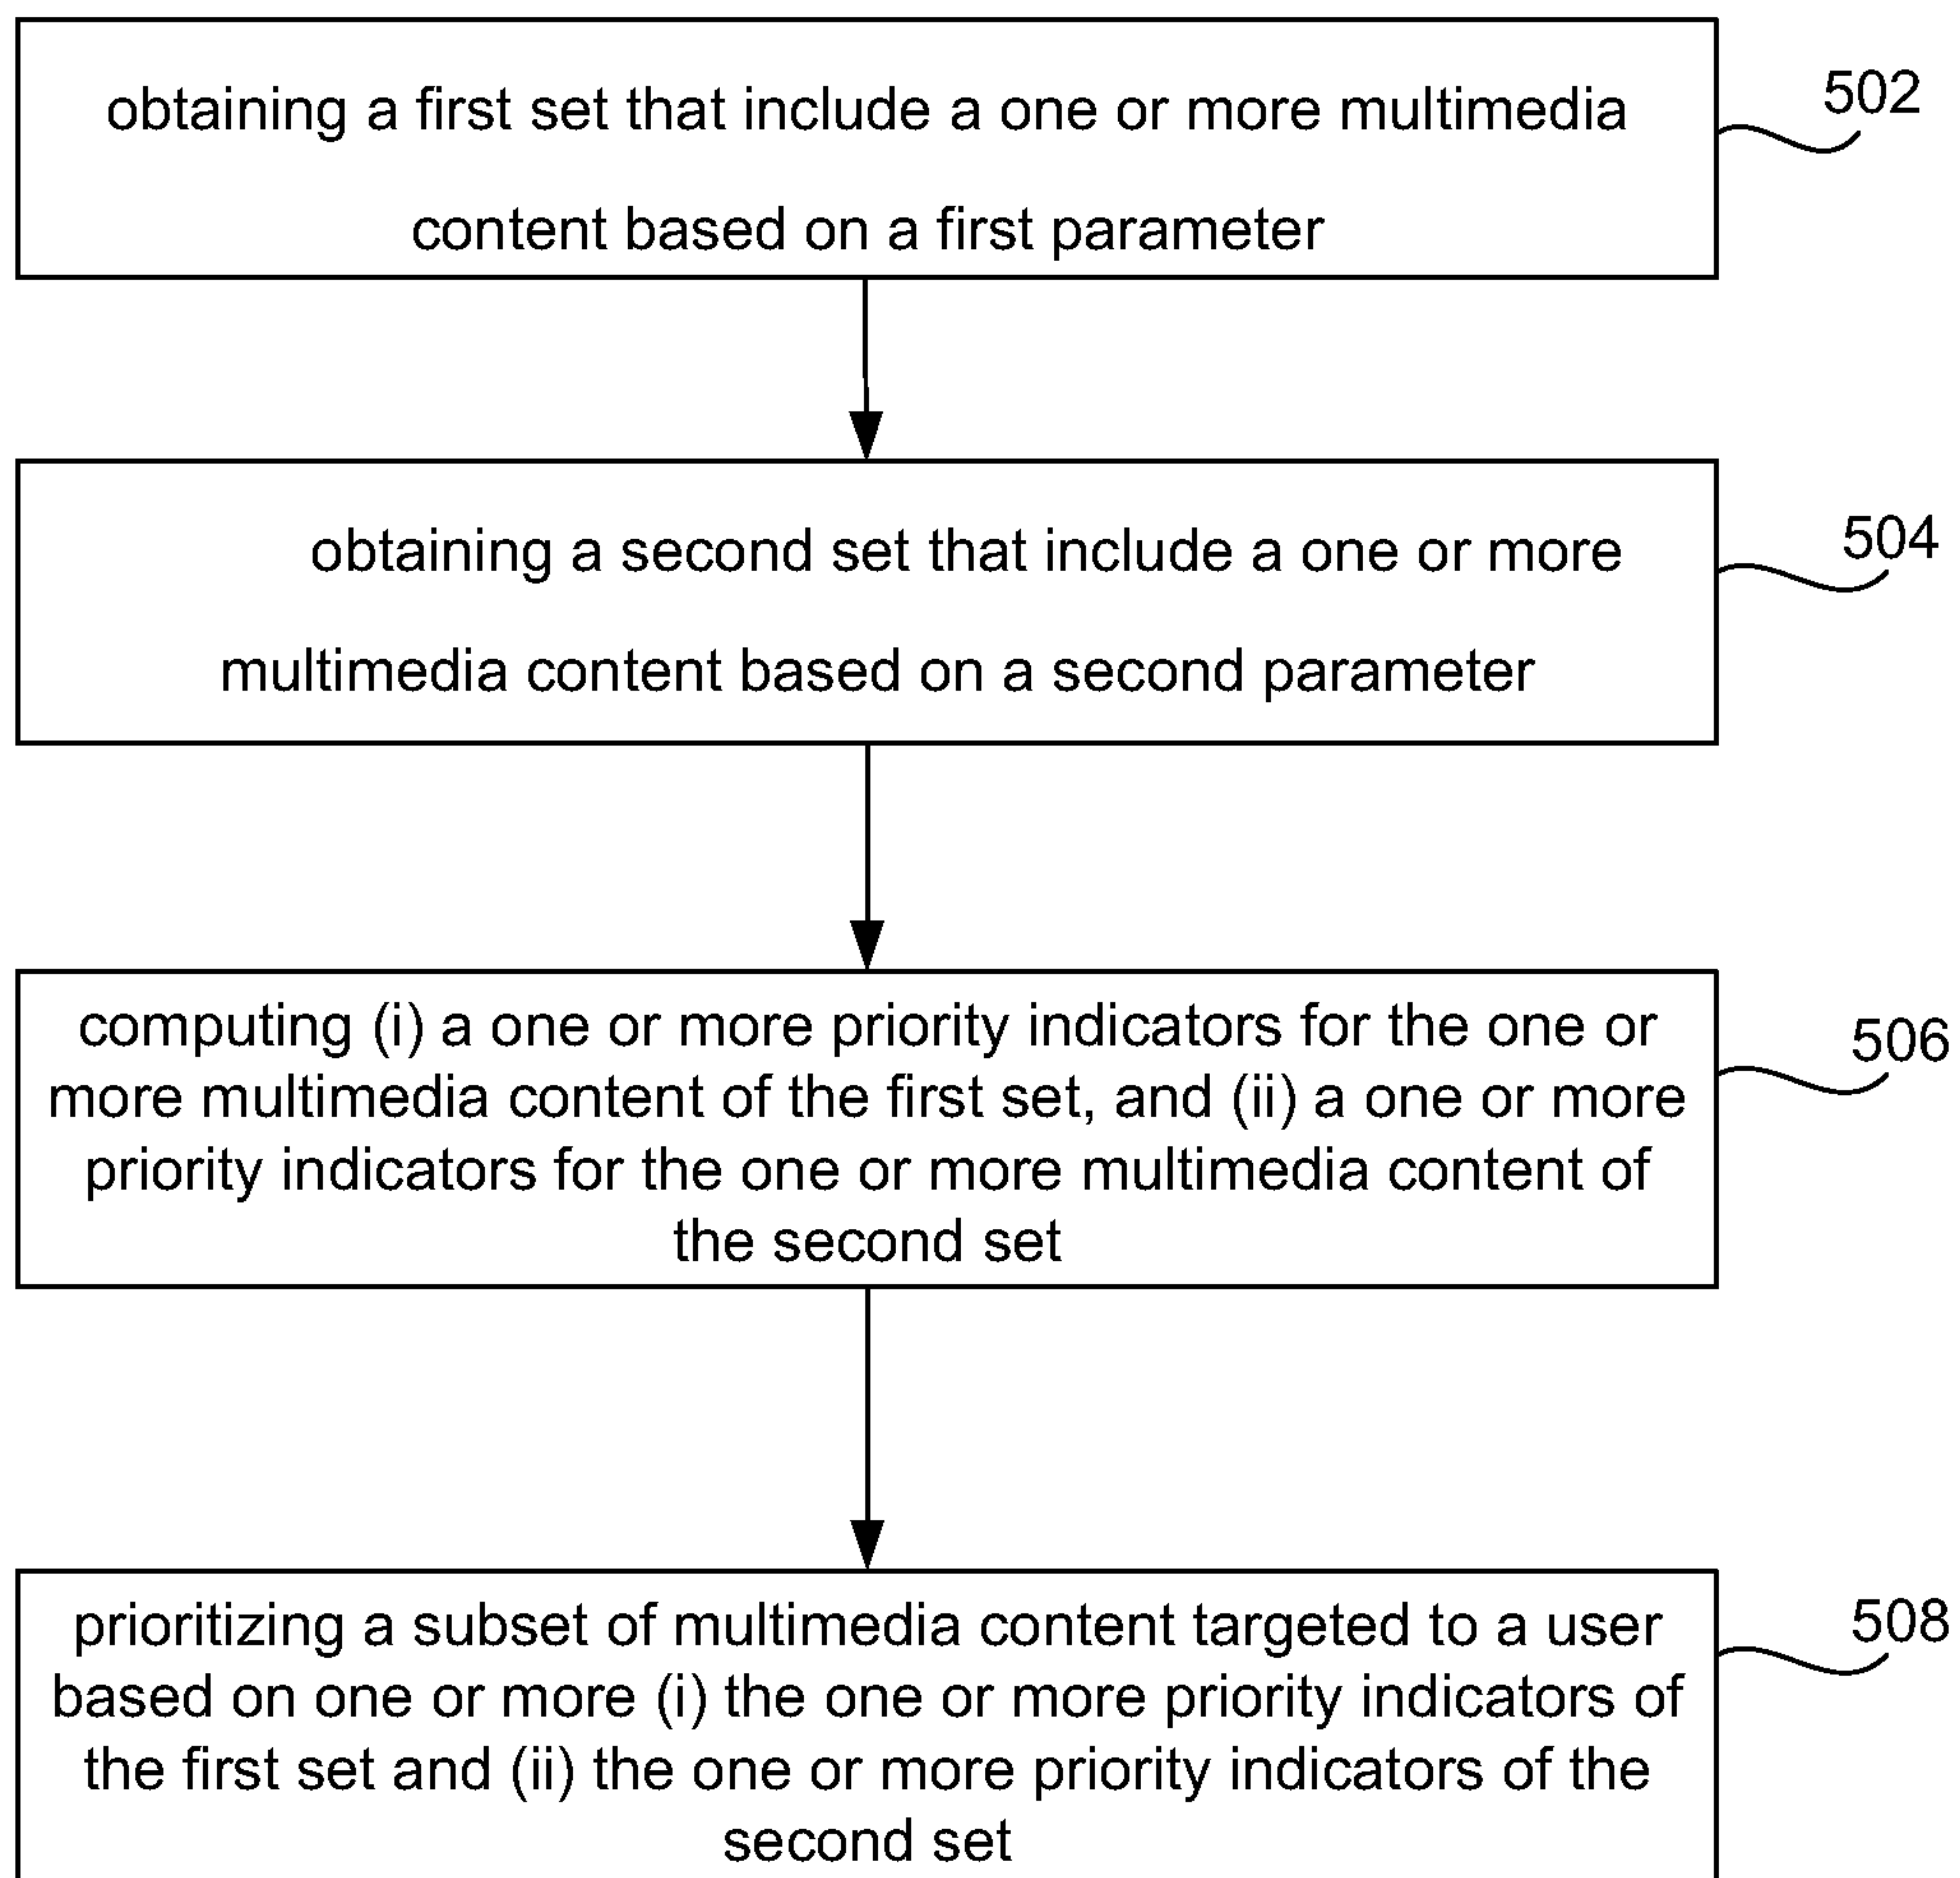 obtaining a first set that include a one or more multimedia
content based on a first parameter
502
obtaining a second set that include a one or more
multimedia content based on a second parameter
504
computing (i) a one or more priority indicators for the one or
more multimedia content of the first set, and (ii) a one or more
priority indicators for the one or more multimedia content of
the second set
506
prioritizing a subset of multimedia content targeted to a user
based on one or more (i) the one or more priority indicators of
the first set and (ii) the one or more priority indicators of the
second set
508